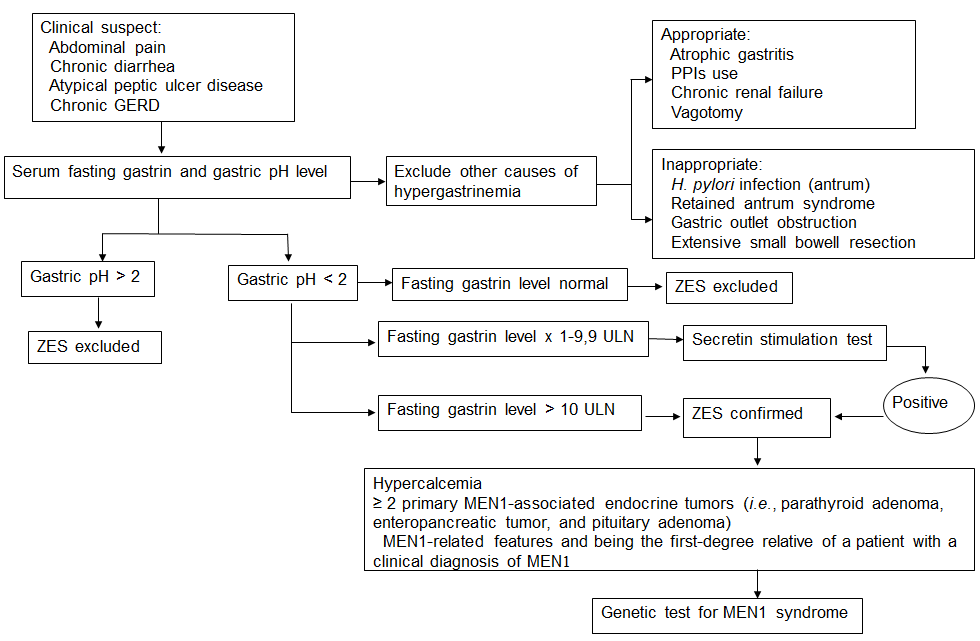 Clinical suspect:
Abdominal pain
Chronic diarrhea
Atypical peptic ulcer disease
Chronic GERD
Appropriate:
Atrophic gastritis
PPIs use
Chronic renal failure
Vagotomy
Serum fasting gastrin and gastric pH level
Exclude other causes of
hypergastrinemia
Inappropriate:
H. pylori infection (antrum)
Retained antrum syndrome
Gastric outlet obstruction
Extensive small bowell resection
Gastric pH > 2
Gastric pH < 2
Fasting gastrin level normal
ZES excluded
ZES excluded
Fasting gastrin level x 1-9,9 ULN
Secretin stimulation test
Fasting gastrin level > 10 ULN
ZES confirmed
Positive
Hypercalcemia
≥ 2 primary MEN1-associated endocrine tumors (i.e., parathyroid adenoma,
enteropancreatic tumor, and pituitary adenoma)
MEN1-related features and being the first-degree relative of a patient with a
clinical diagnosis of MEN1
Genetic test for MEN1 syndrome